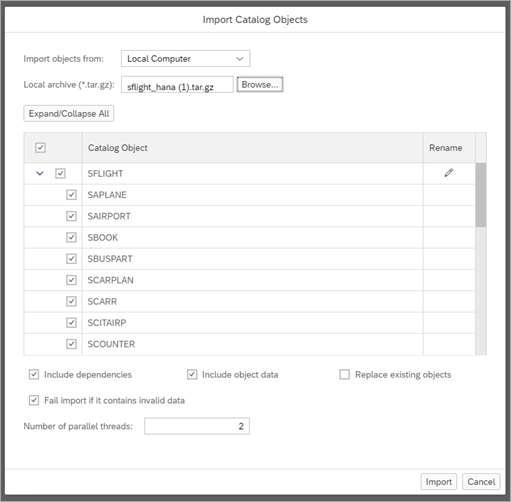 Import Catalog Objects
Import objects from: Local Computer
Local archive (*.tar.gz): sflight_hana (1).tar.gz Browse...
Expand/Collapse All
Catalog Object Rename
SFLIGHT
SAPLANE
SAIRPORT
SBOOK
SBUSPART
SCARPLAN
SCARR
SCITAIRP
SCOUNTER
Include dependencies Include object data Replace existing objects
Fail import if it contains invalid data
Number of parallel threads: 2
Import Cancel